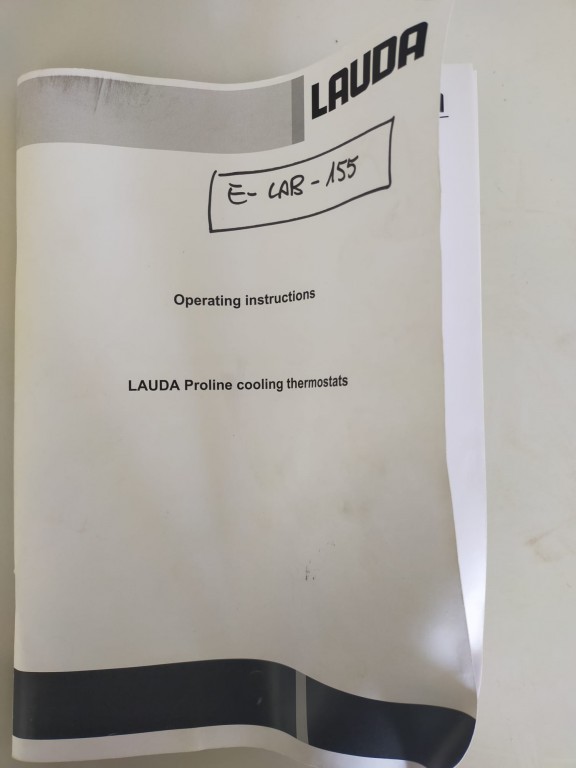 LAUDA
E-LAB-155
Operating instructions
LAUDA Proline cooling thermostats